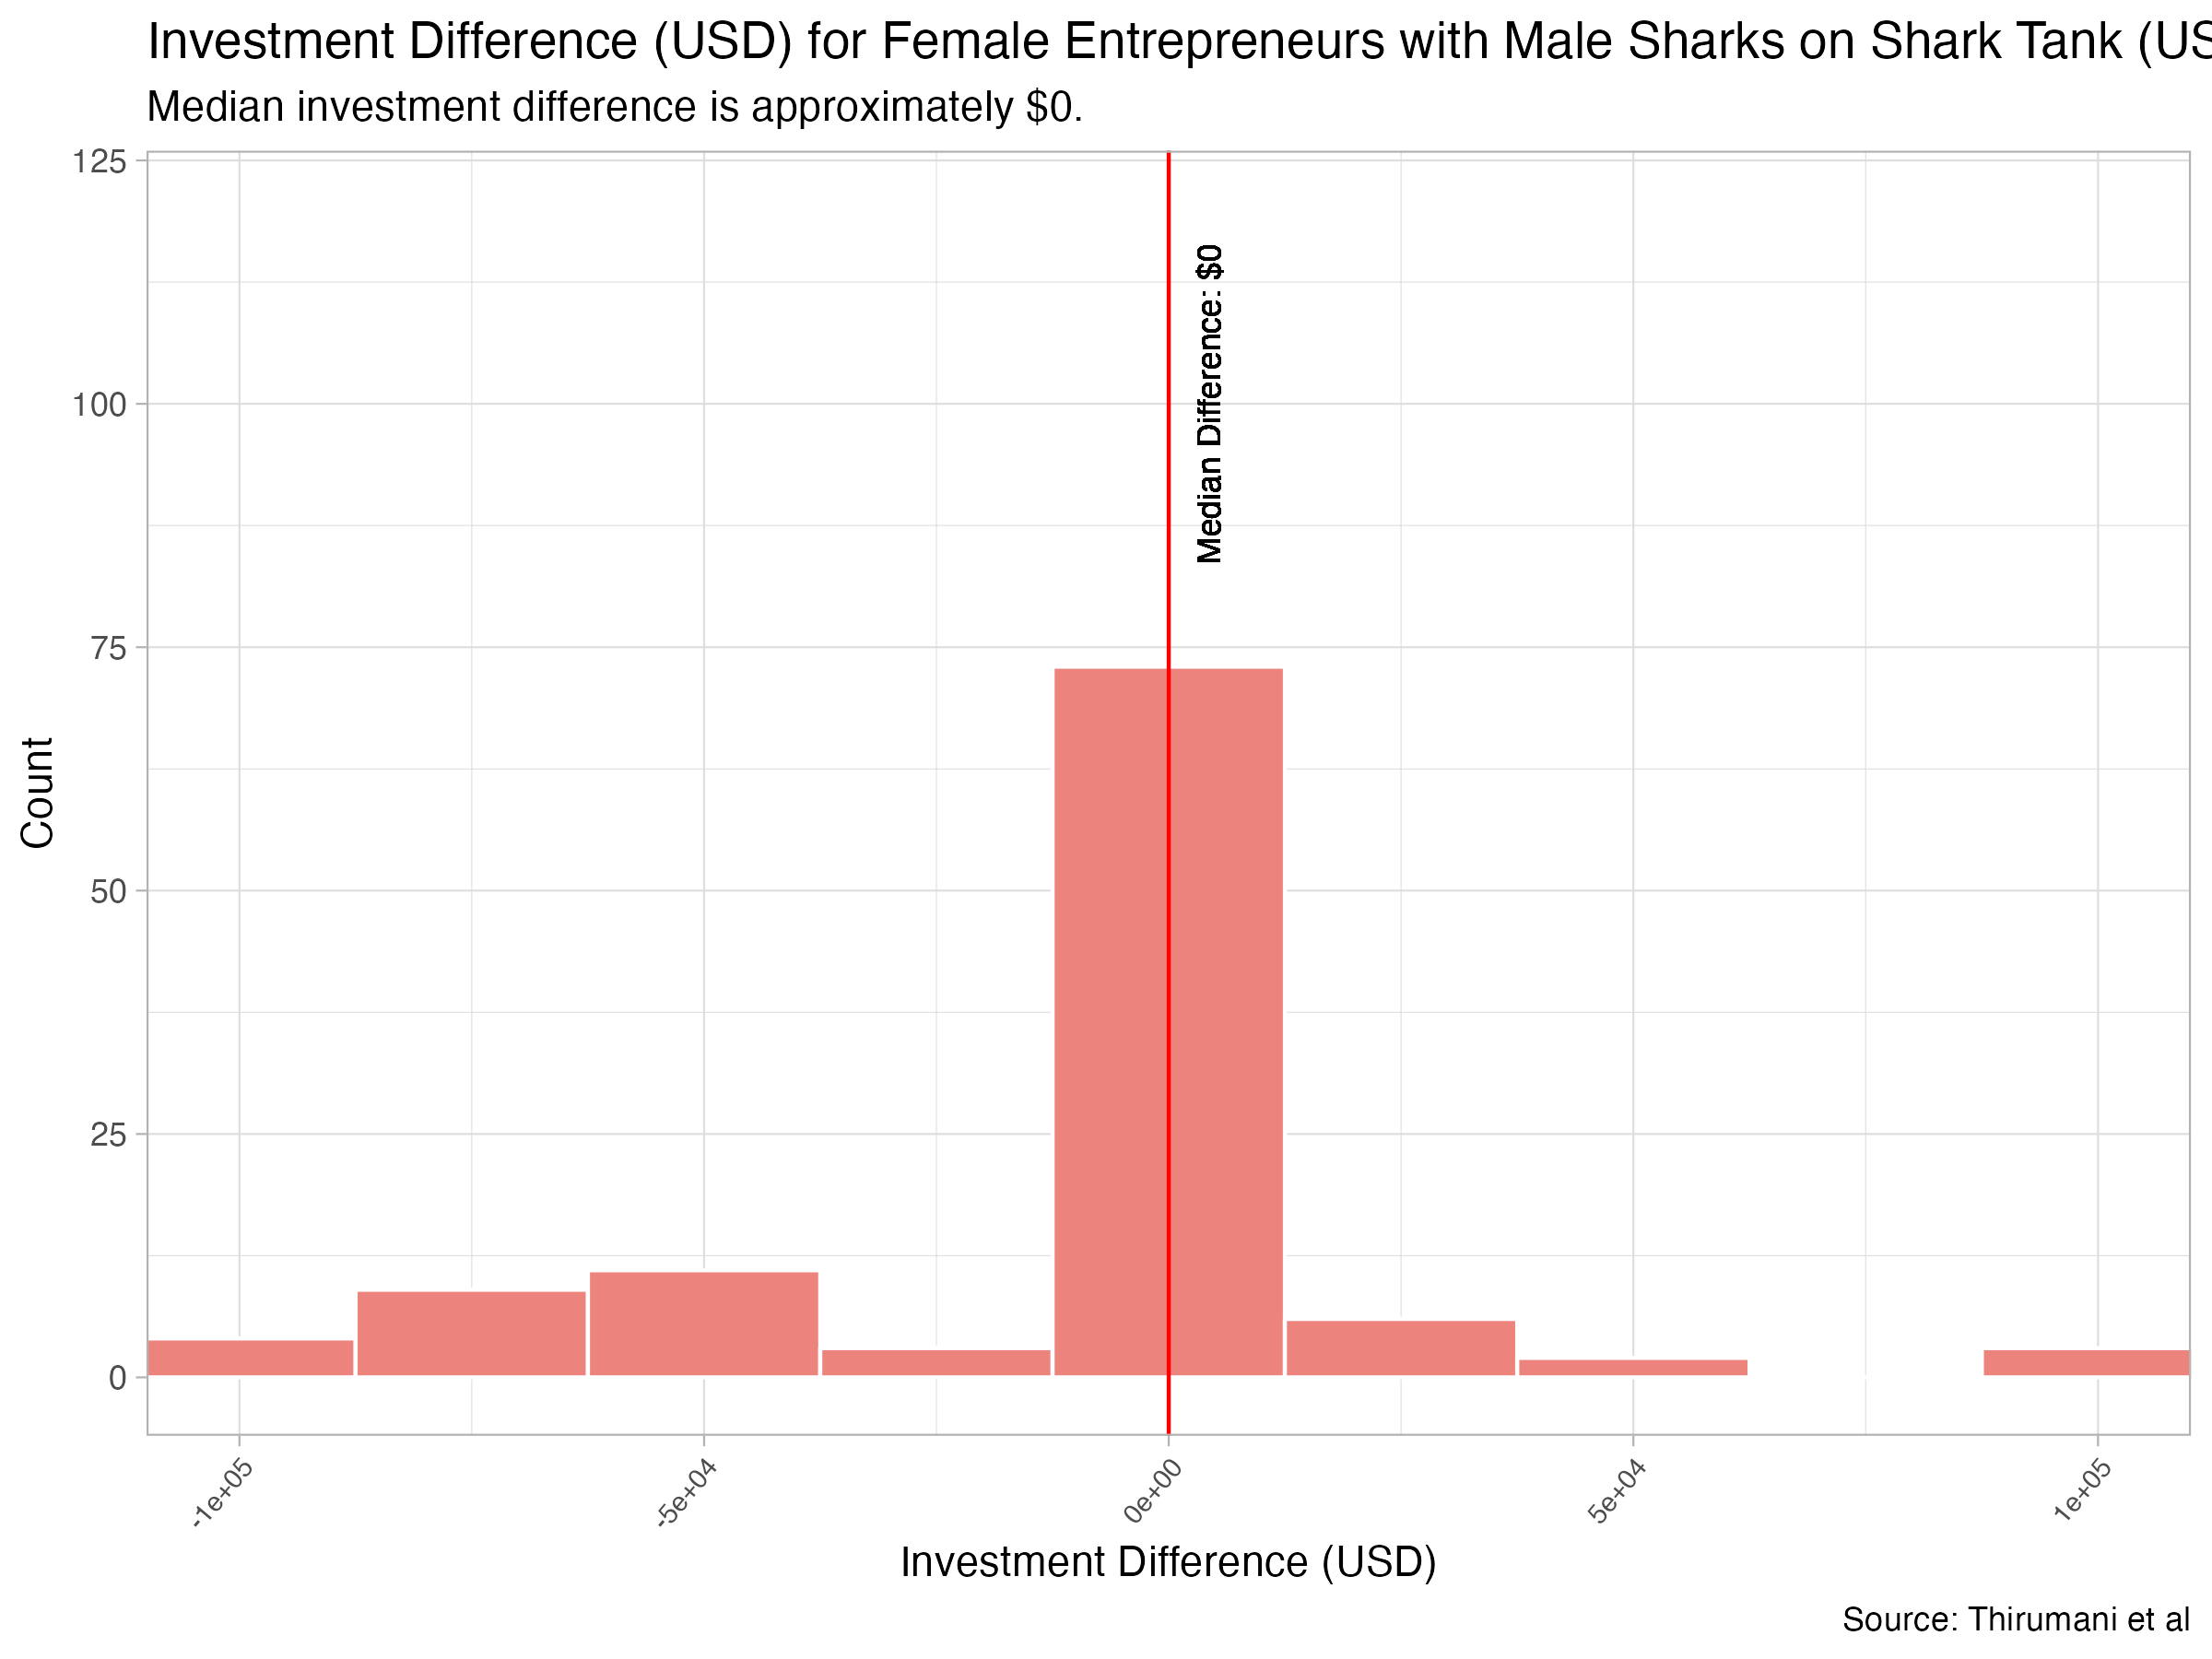 Investment Difference (USD) for Female Entrepreneurs with Male Sharks on Shark Tank (US
Median investment difference is approximately $0.
125
100
75
50
25
0
Count
Median Difference: $0
-1e+05
-5e+04
0e+00
5e+04
1e+05
Investment Difference (USD)
Source: Thirumani et al